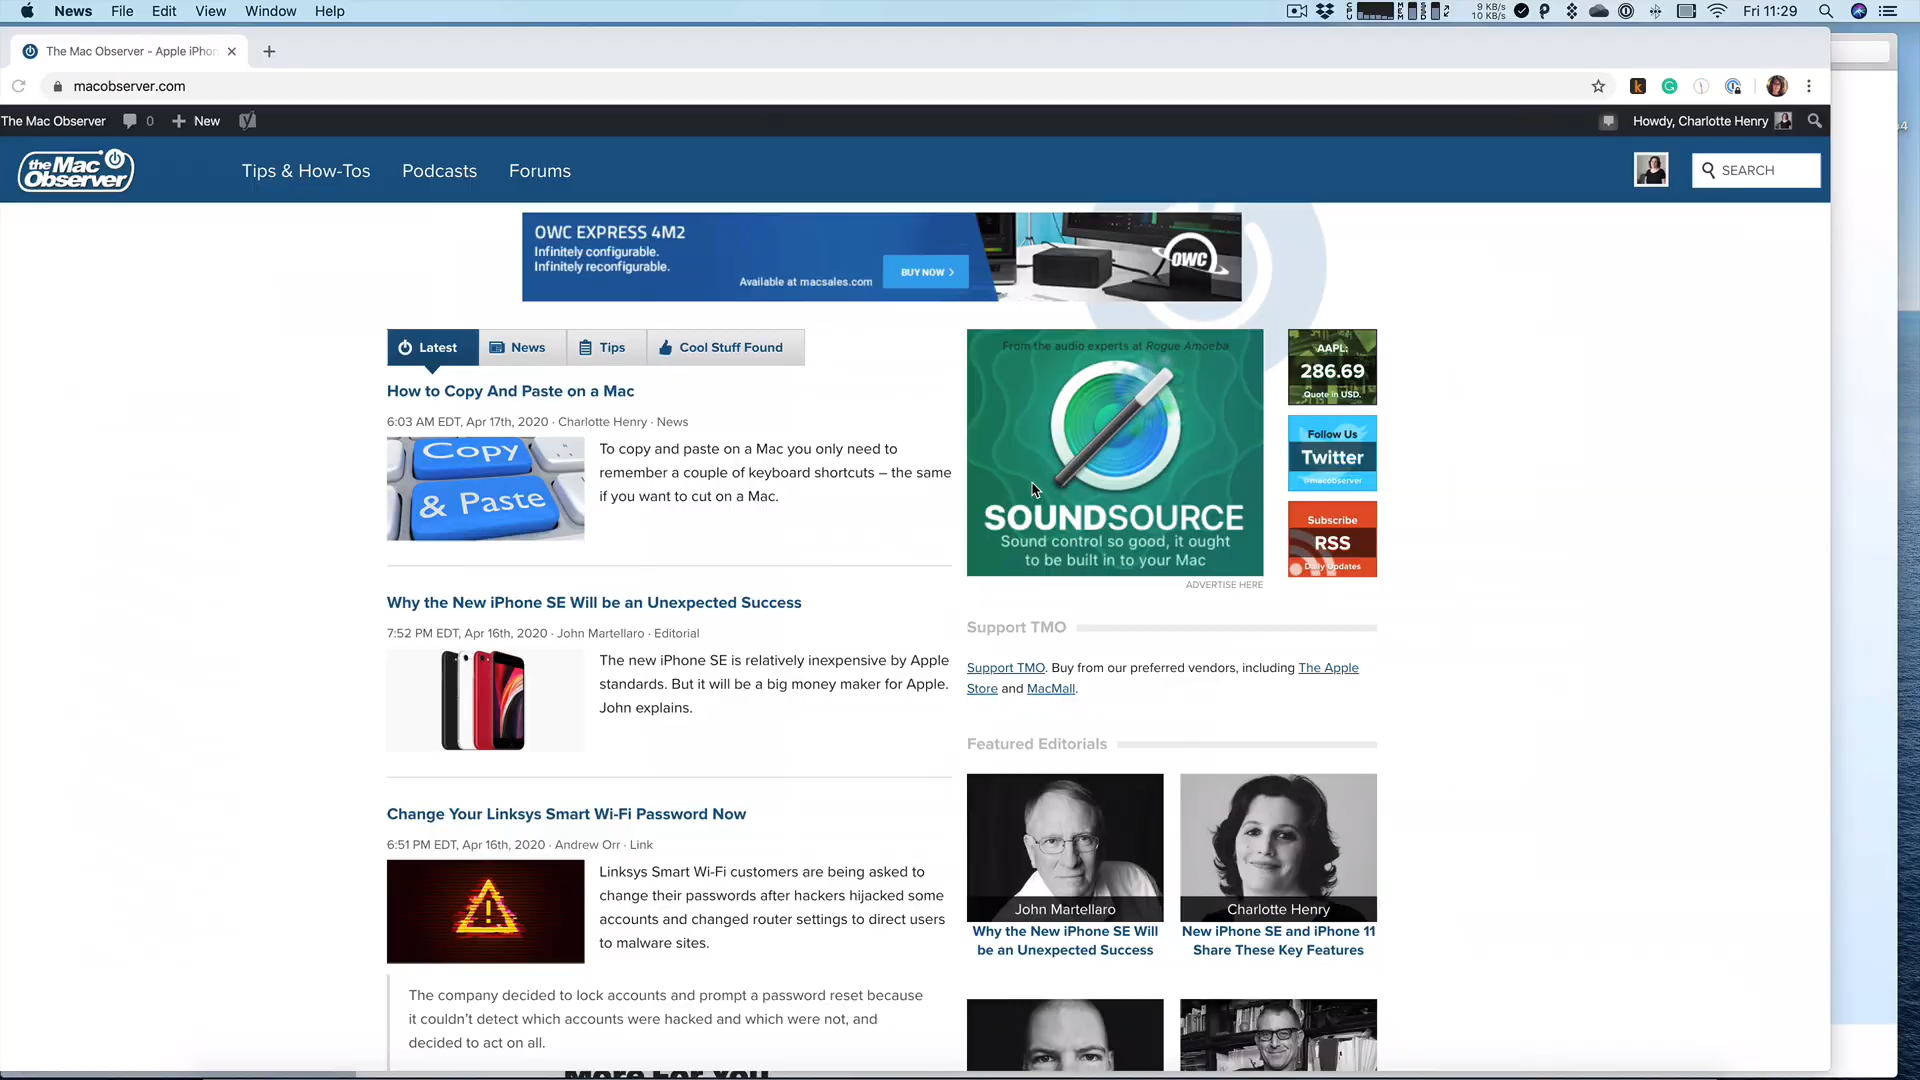 News File Edit View Window Help
9 KB/s
10 KB/s
Fri 11:29
The Mac Observer - Apple iPhon
macobserver.com
The Mac Observer 0 New
Howdy, Charlotte Henry
the Mac
Observer
Tips & How-Tos Podcasts Forums
SEARCH
OWC EXPRESS 4M2
Infinitely configurable.
Infinitely reconfigurable.
Available at macsales.com
BUY NOW >
OWC
Latest News Tips Cool Stuff Found
How to Copy And Paste on a Mac
6:03 AM EDT, Apr 17th, 2020 · Charlotte Henry · News
Copy
& Paste
To copy and paste on a Mac you only need to
remember a couple of keyboard shortcuts – the same
if you want to cut on a Mac.
Why the New iPhone SE Will be an Unexpected Success
7:52 PM EDT, Apr 16th, 2020 · John Martellaro · Editorial
The new iPhone SE is relatively inexpensive by Apple
standards. But it will be a big money maker for Apple.
John explains.
Change Your Linksys Smart Wi-Fi Password Now
6:51 PM EDT, Apr 16th, 2020 · Andrew Orr · Link
Linksys Smart Wi-Fi customers are being asked to
change their passwords after hackers hijacked some
accounts and changed router settings to direct users
to malware sites.
The company decided to lock accounts and prompt a password reset because
it couldn't detect which accounts were hacked and which were not, and
decided to act on all.
More For You
From the audio experts at Rogue Amoeba
SOUNDSOURCE
Sound control so good, it ought
to be built in to your Mac
ADVERTISE HERE
AAPL:
286.69
Quote in USD.
Follow Us
Twitter
@macobserver
Subscribe
RSS
Daily Updates
Support TMO
Support TMO. Buy from our preferred vendors, including The Apple
Store and MacMall.
Featured Editorials
John Martellaro
Why the New iPhone SE Will
be an Unexpected Success
Charlotte Henry
New iPhone SE and iPhone 11
Share These Key Features